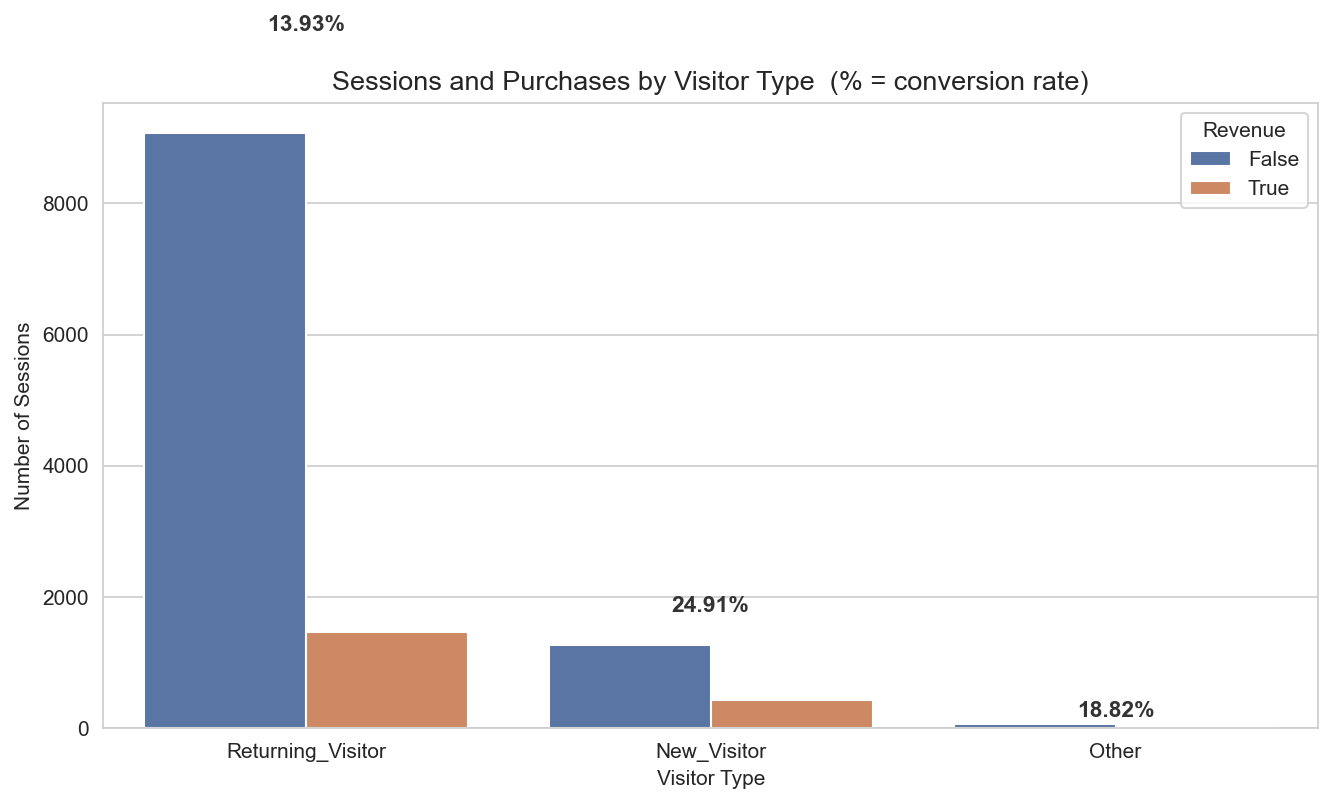 13.93%
Sessions and Purchases by Visitor Type (% = conversion rate)
Revenue
False
True
8000
6000
4000
2000
0
Number of Sessions
24.91%
18.82%
Returning_Visitor
New_Visitor
Other
Visitor Type